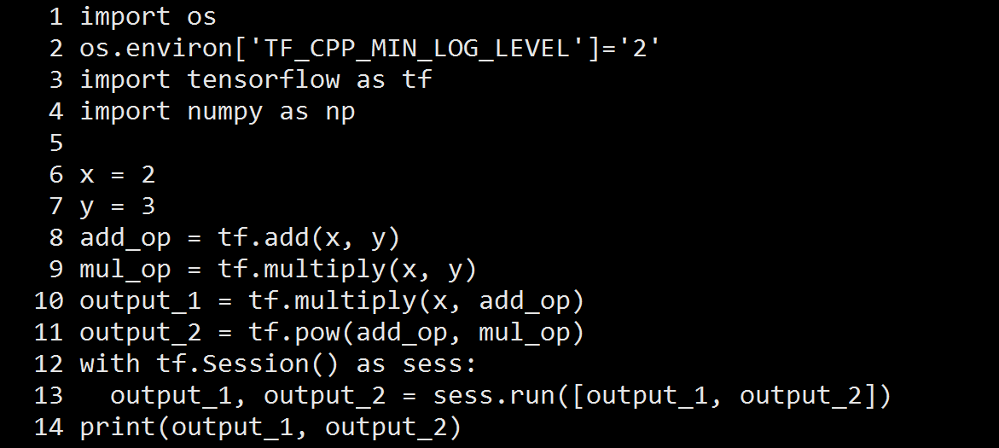 1 import os
2 os.environ['TF_CPP_MIN_LOG_LEVEL']='2'
3 import tensorflow as tf
4 import numpy as np
5
6 x = 2
7 y = 3
8 add_op = tf.add(x, y)
9 mul_op = tf.multiply(x, y)
10 output_1 = tf.multiply(x, add_op)
11 output_2 = tf.pow(add_op, mul_op)
12 with tf.Session() as sess:
13   output_1, output_2 = sess.run([output_1, output_2])
14 print(output_1, output_2)